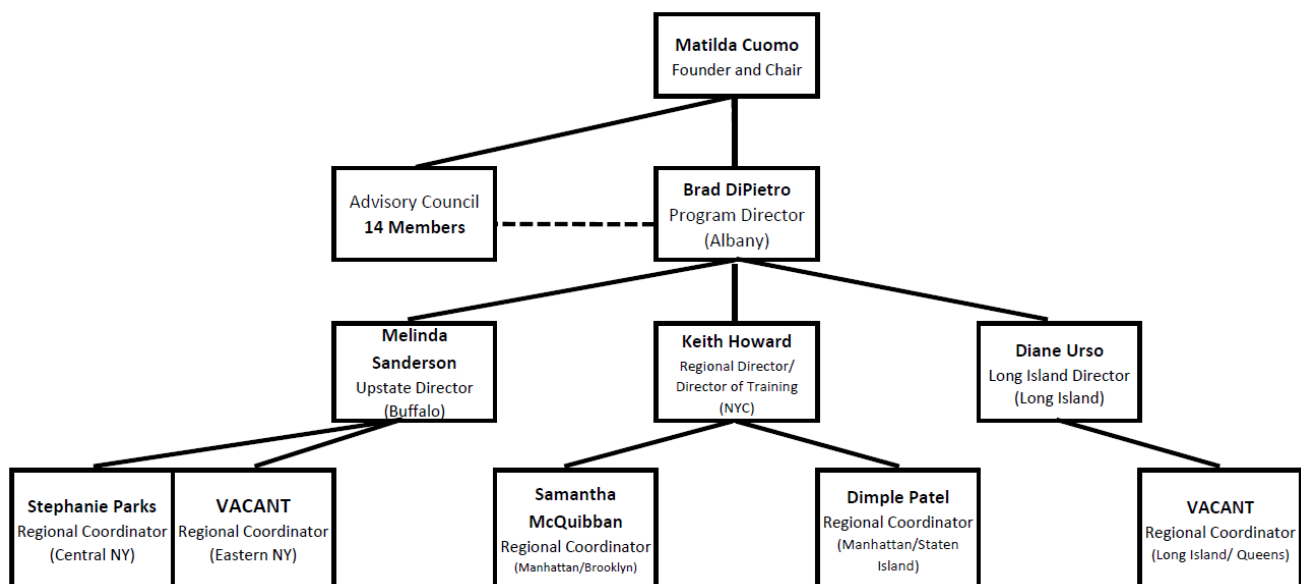 Matilda Cuomo
Founder and Chair
Advisory Council
14 Members
Brad DiPietro
Program Director
(Albany)
Melinda
Sanderson
Upstate Director
(Buffalo)
Keith Howard
Regional Director/
Director of Training
(NYC)
Diane Urso
Long Island Director
(Long Island)
Stephanie Parks
Regional Coordinator
(Central NY)
VACANT
Regional Coordinator
(Eastern NY)
Samantha
McQuibban
Regional Coordinator
(Manhattan/Brooklyn)
Dimple Patel
Regional Coordinator
(Manhattan/Staten
Island)
VACANT
Regional Coordinator
(Long Island/ Queens)